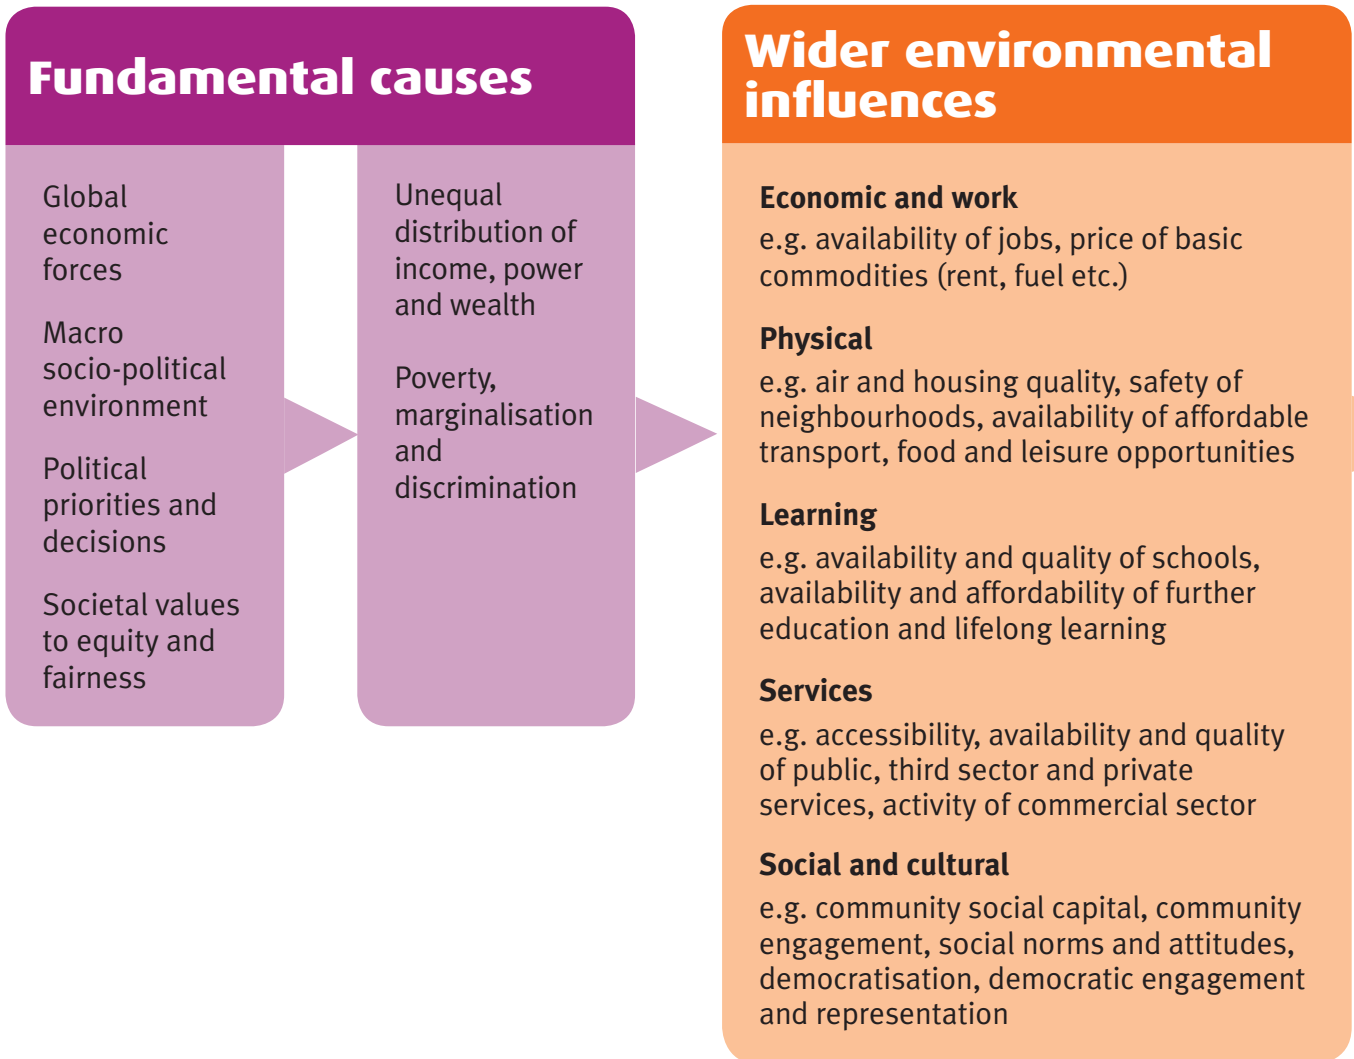 Fundamental causes
Global
economic
forces
Macro
socio-political
environment
Political
priorities and
decisions
Societal values
to equity and
fairness
Unequal
distribution of
income, power
and wealth
Poverty,
marginalisation
and
discrimination
Wider environmental
influences
Economic and work
e.g. availability of jobs, price of basic
commodities (rent, fuel etc.)
Physical
e.g. air and housing quality, safety of
neighbourhoods, availability of affordable
transport, food and leisure opportunities
Learning
e.g. availability and quality of schools,
availability and affordability of further
education and lifelong learning
Services
e.g. accessibility, availability and quality
of public, third sector and private
services, activity of commercial sector
Social and cultural
e.g. community social capital, community
engagement, social norms and attitudes,
democratisation, democratic engagement
and representation